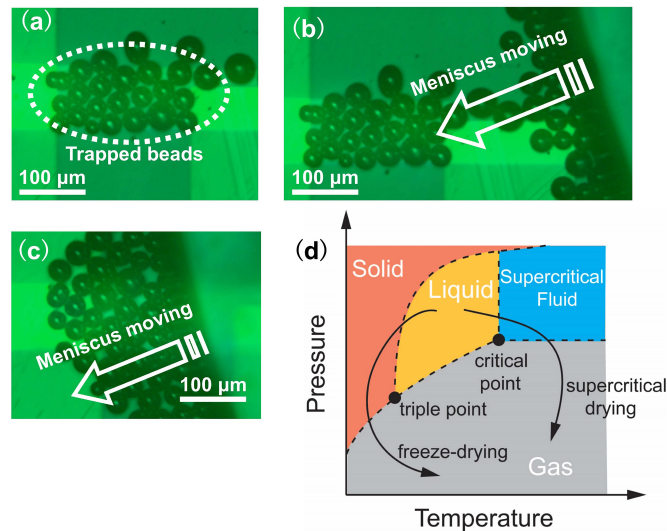 (a)
Trapped beads
100 µm
(b)
Meniscus moving
100 µm
(c)
Meniscus moving
100 µm
(d)
Pressure
Solid
Liquid
Supercritical
Fluid
critical
point
triple point
supercritical
drying
freeze-drying
Gas
Temperature